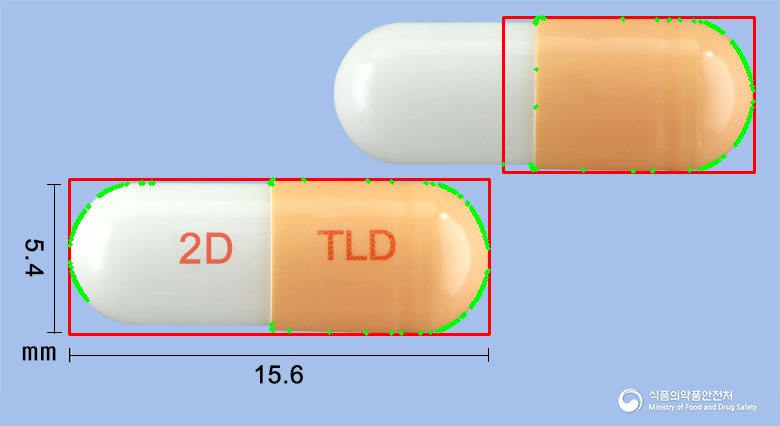 2D TLD
5.4
mm
15.6
식품의약품안전처
Ministry of Food and Drug Safety